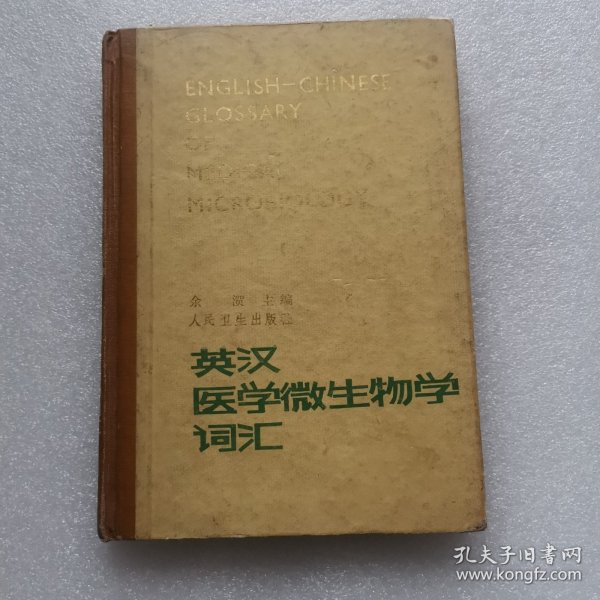 ENGLISH-CHINESE
GLOSSARY
OF
MEDICAL
MICROBIOLOGY
余㵑 主编
人民卫生出版社
英汉
医学微生物学
词汇
孔夫子旧书网
www.kongfz.com